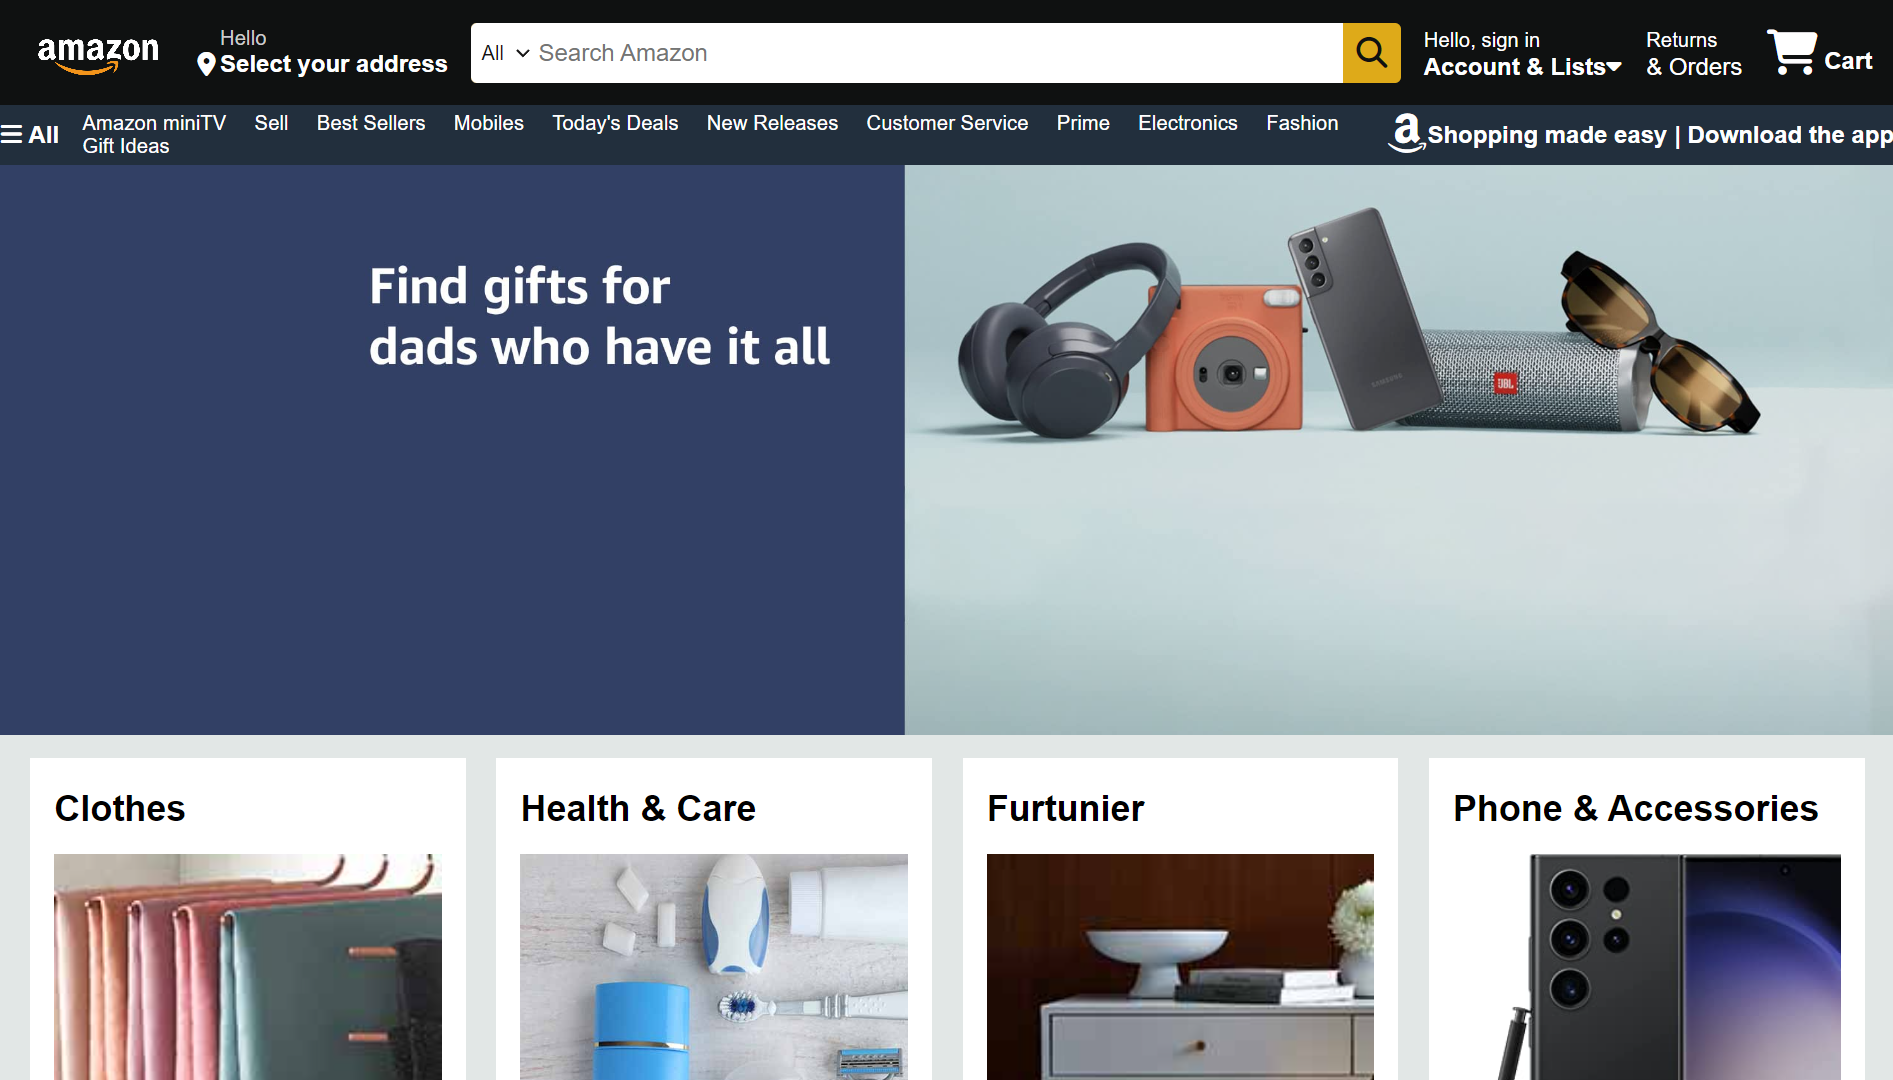 amazon
Hello
Select your address
All
Search Amazon
Hello, sign in
Account & Lists
Returns
& Orders
Cart
All
Amazon miniTV
Sell
Best Sellers
Mobiles
Today's Deals
New Releases
Customer Service
Prime
Electronics
Fashion
Gift Ideas
a
Shopping made easy | Download the app
Find gifts for
dads who have it all
SAMSUNG
JBL
Clothes
Health & Care
Furtunier
Phone & Accessories